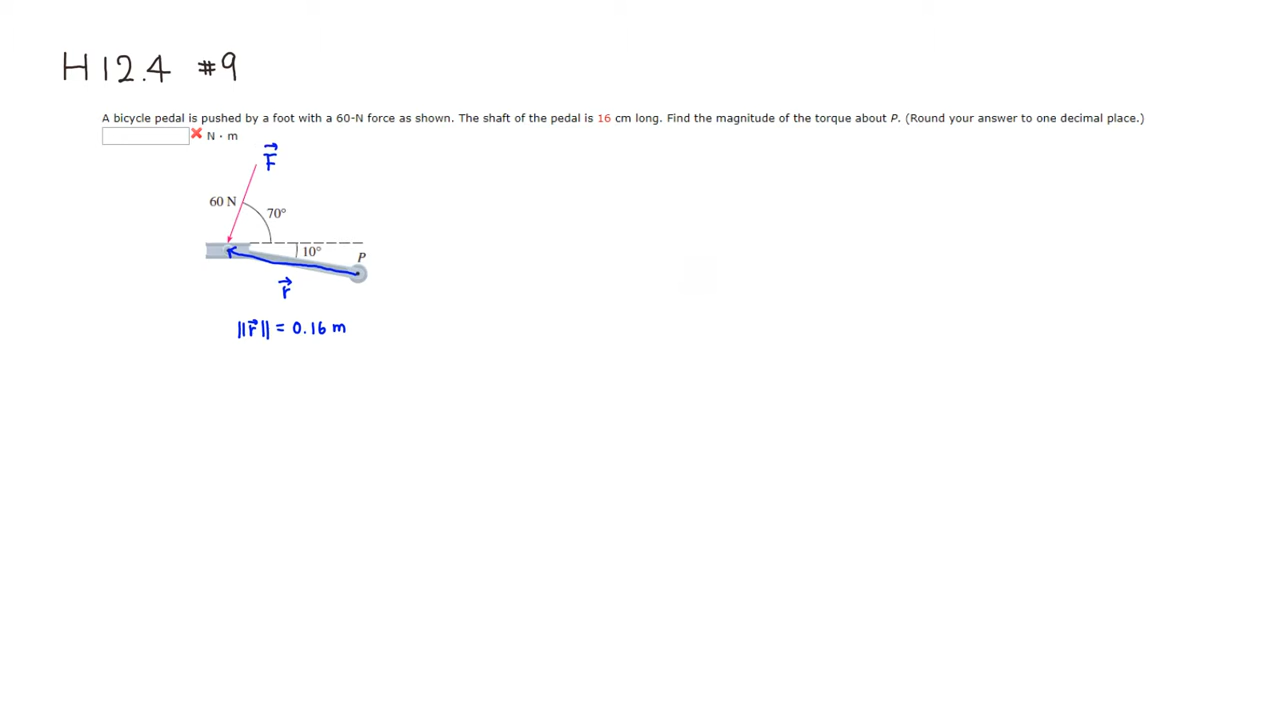 H 12.4 #9
A bicycle pedal is pushed by a foot with a 60-N force as shown. The shaft of the pedal is 16 cm long. Find the magnitude of the torque about P. (Round your answer to one decimal place.)
N · m
F
60 N
70°
10°
P
r
||r|| = 0.16 m